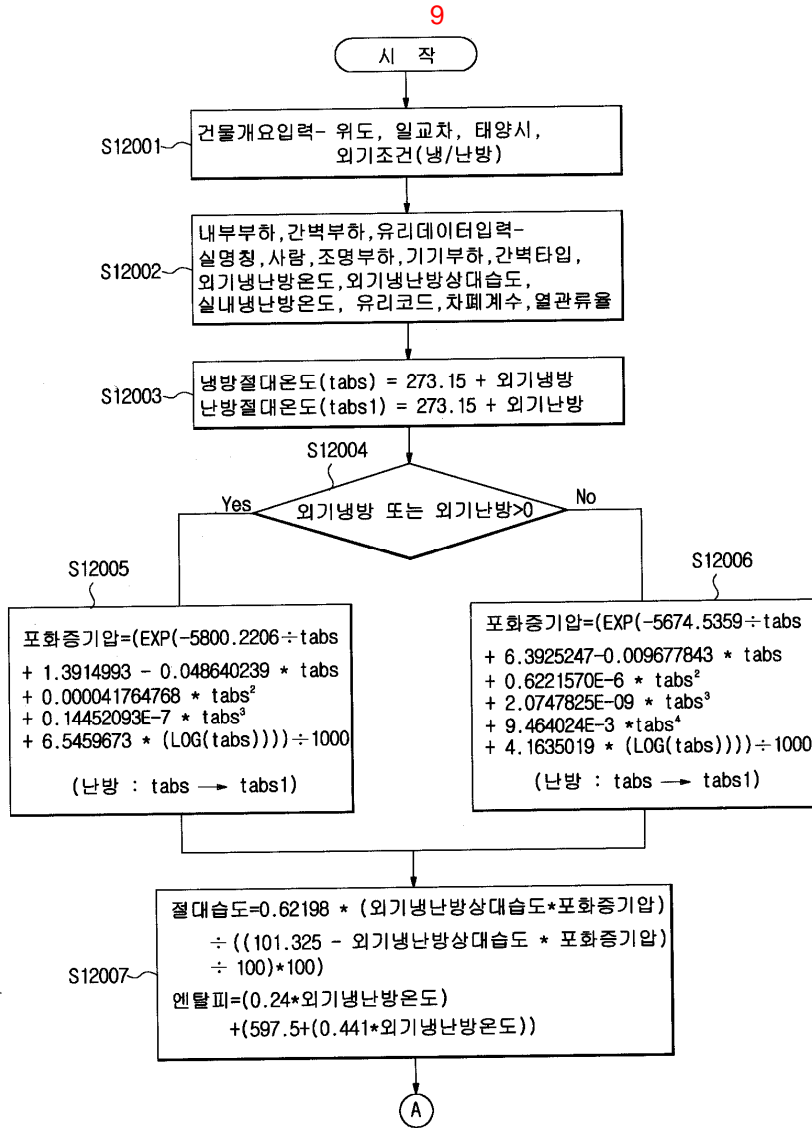 9
시 작
S12001
건물개요입력- 위도, 일교차, 태양시,
외기조건(냉/난방)
S12002
내부부하,간벽부하,유리데이터입력-
실명칭,사람,조명부하,기기부하,간벽타입,
외기냉난방온도,외기냉난방상대습도,
실내냉난방온도, 유리코드,차폐계수,열관류율
S12003
냉방절대온도(tabs) = 273.15 + 외기냉방
난방절대온도(tabs1) = 273.15 + 외기난방
S12004
외기냉방 또는 외기난방>0
Yes
No
S12005
포화증기압=(EXP(-5800.2206÷tabs
+ 1.3914993 - 0.048640239 * tabs
+ 0.000041764768 * tabs²
+ 0.14452093E-7 * tabs³
+ 6.5459673 * (LOG(tabs))))÷1000
(난방 : tabs → tabs1)
S12006
포화증기압=(EXP(-5674.5359÷tabs
+ 6.3925247-0.009677843 * tabs
+ 0.6221570E-6 * tabs²
+ 2.0747825E-09 * tabs³
+ 9.464024E-3 *tabs⁴
+ 4.1635019 * (LOG(tabs))))÷1000
(난방 : tabs → tabs1)
S12007
절대습도=0.62198 * (외기냉난방상대습도*포화증기압)
÷ ((101.325 - 외기냉난방상대습도 * 포화증기압)
÷ 100)*100)
엔탈피=(0.24*외기냉난방온도)
+(597.5+(0.441*외기냉난방온도))
A